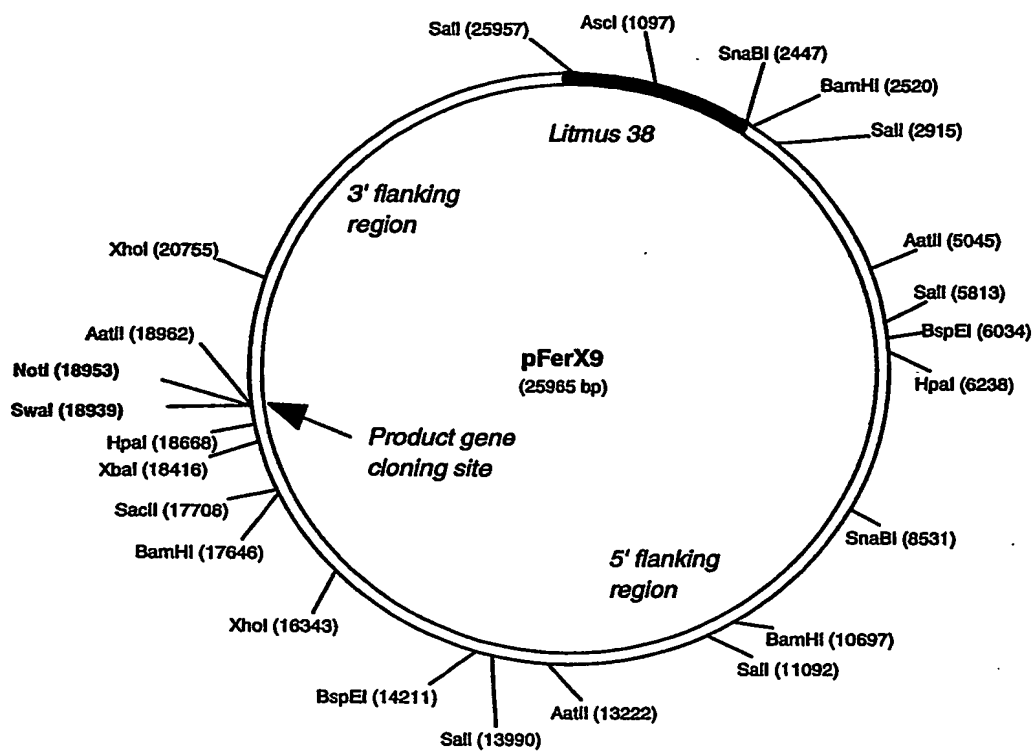 SalI (25957)
AscI (1097)
SnaBI (2447)
BamHI (2520)
SalI (2915)
Litmus 38
3' flanking
region
XhoI (20755)
AatII (5045)
SalI (5813)
BspEI (6034)
HpaI (6238)
AatII (18962)
NotI (18953)
SwaI (18939)
HpaI (18668)
XbaI (18416)
SacII (17708)
BamHI (17646)
pFerX9
(25965 bp)
Product gene
cloning site
SnaBI (8531)
5' flanking
region
XhoI (16343)
BamHI (10697)
SalI (11092)
BspEI (14211)
AatII (13222)
SalI (13990)